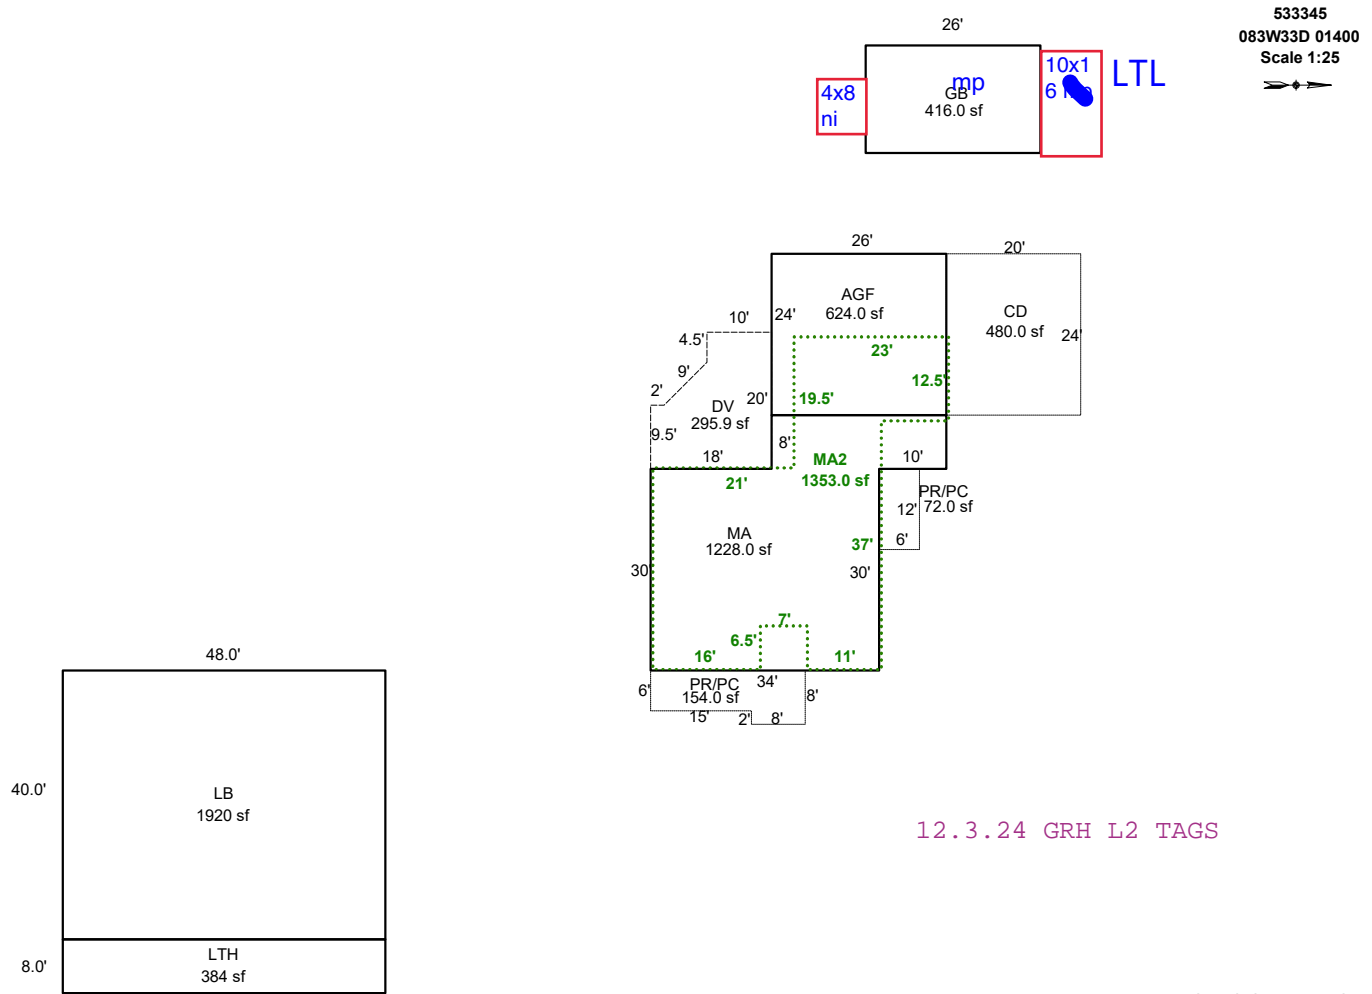 533345
083W33D 01400
Scale 1:25
26'
10x1
6
LTL
4x8
ni
mp
GB
416.0 sf
26'
20'
AGF
624.0 sf
24'
CD
480.0 sf
24'
10'
4.5'
9'
2'
23'
12.5'
20'
19.5'
DV
295.9 sf
9.5'
8'
18'
MA2
1353.0 sf
10'
21'
PR/PC
72.0 sf
12'
6'
MA
1228.0 sf
37'
30'
30'
7'
6.5'
16'
11'
34'
PR/PC
154.0 sf
6'
8'
15'
2'
8'
48.0'
40.0'
LB
1920 sf
12.3.24 GRH L2 TAGS
LTH
384 sf
8.0'